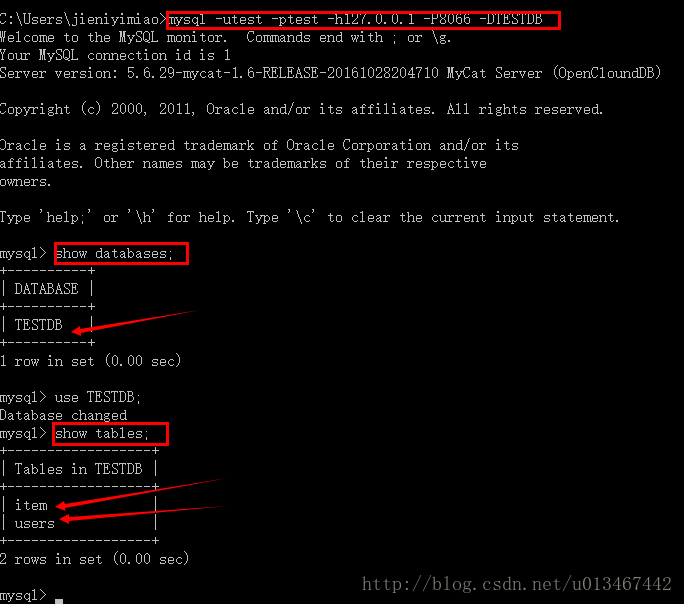 C:\Users\jieniyimiao>mysql -utest -ptest -h127.0.0.1 -P8066 -DTESTDB
Welcome to the MySQL monitor.  Commands end with ; or \g.
Your MySQL connection id is 1
Server version: 5.6.29-mycat-1.6-RELEASE-20161028204710 MyCat Server (OpenCloundDB)
Copyright (c) 2000, 2011, Oracle and/or its affiliates. All rights reserved.
Oracle is a registered trademark of Oracle Corporation and/or its
affiliates. Other names may be trademarks of their respective
owners.
Type 'help;' or '\h' for help. Type '\c' to clear the current input statement.
mysql> show databases;
+----------+
| DATABASE |
+----------+
| TESTDB   |
+----------+
1 row in set (0.00 sec)
mysql> use TESTDB;
Database changed
mysql> show tables;
+------------------+
| Tables in TESTDB |
+------------------+
| item             |
| users            |
+------------------+
2 rows in set (0.00 sec)
mysql> _
http://blog.csdn.net/u013467442